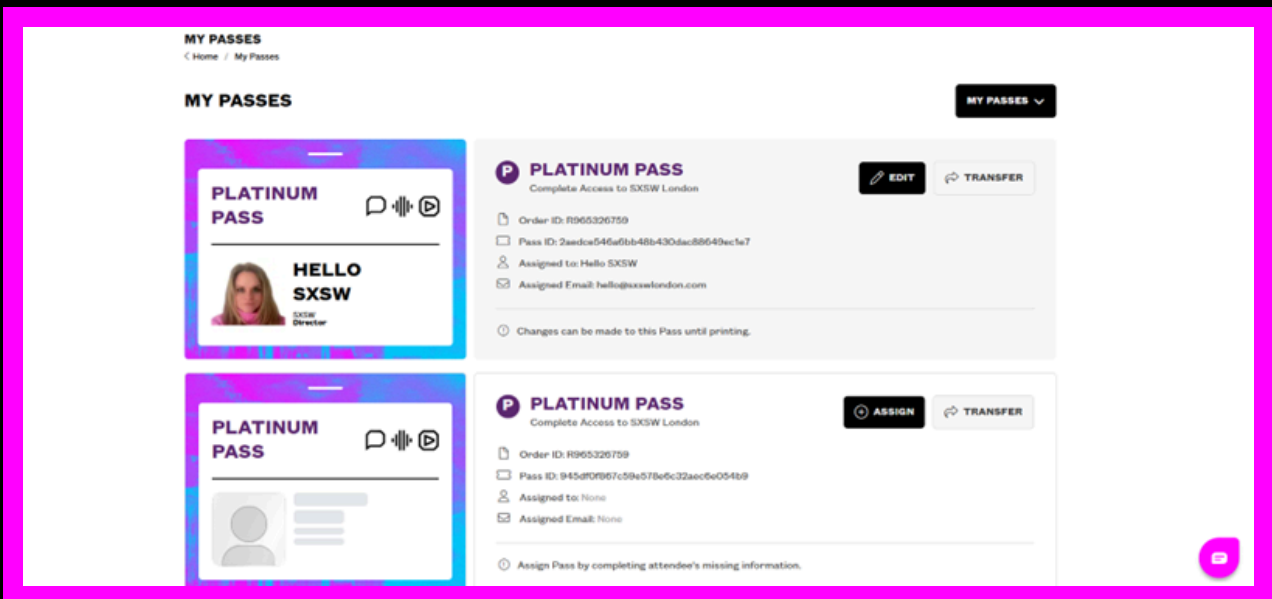 MY PASSES
< Home / My Passes
MY PASSES
MY PASSES
PLATINUM
PASS
HELLO
SXSW
SXSW
Director
P PLATINUM PASS
Complete Access to SXSW London
EDIT
TRANSFER
Order ID: R965326759
Pass ID: 2aedce546a6bb48b430dac88649ec1e7
Assigned to: Hello SXSW
Assigned Email: hello@sxswlondon.com
Changes can be made to this Pass until printing.
PLATINUM
PASS
P PLATINUM PASS
Complete Access to SXSW London
ASSIGN
TRANSFER
Order ID: R965326759
Pass ID: 945df0f867c59e578e6c32aec6e054b9
Assigned to: None
Assigned Email: None
Assign Pass by completing attendee's missing information.